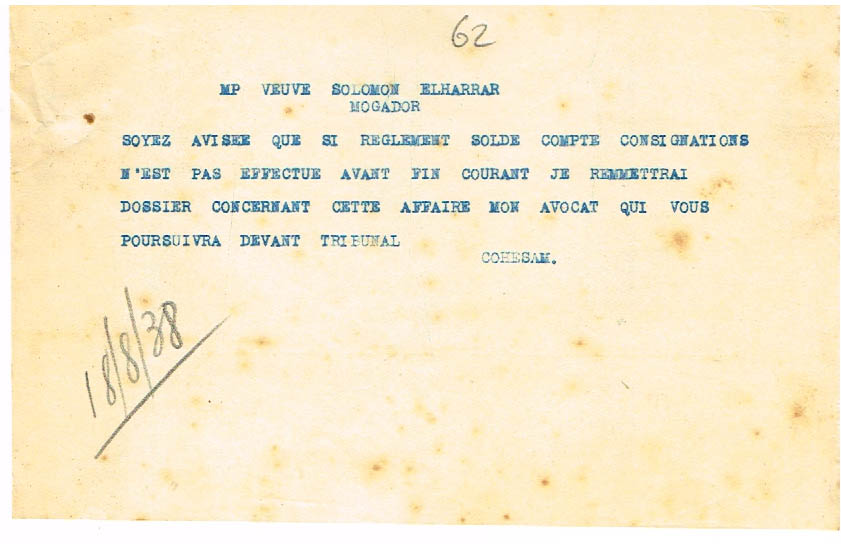 62
MP VEUVE SOLOMON ELHARRAR
MOGADOR
SOYEZ AVISEE QUE SI REGLEMENT SOLDE COMPTE CONSIGNATIONS
N'EST PAS EFFECTUE AVANT FIN COURANT JE REMMETTRAI
DOSSIER CONCERNANT CETTE AFFAIRE MON AVOCAT QUI VOUS
POURSUIVRA DEVANT TRIBUNAL
COHESAM.
18/8/38